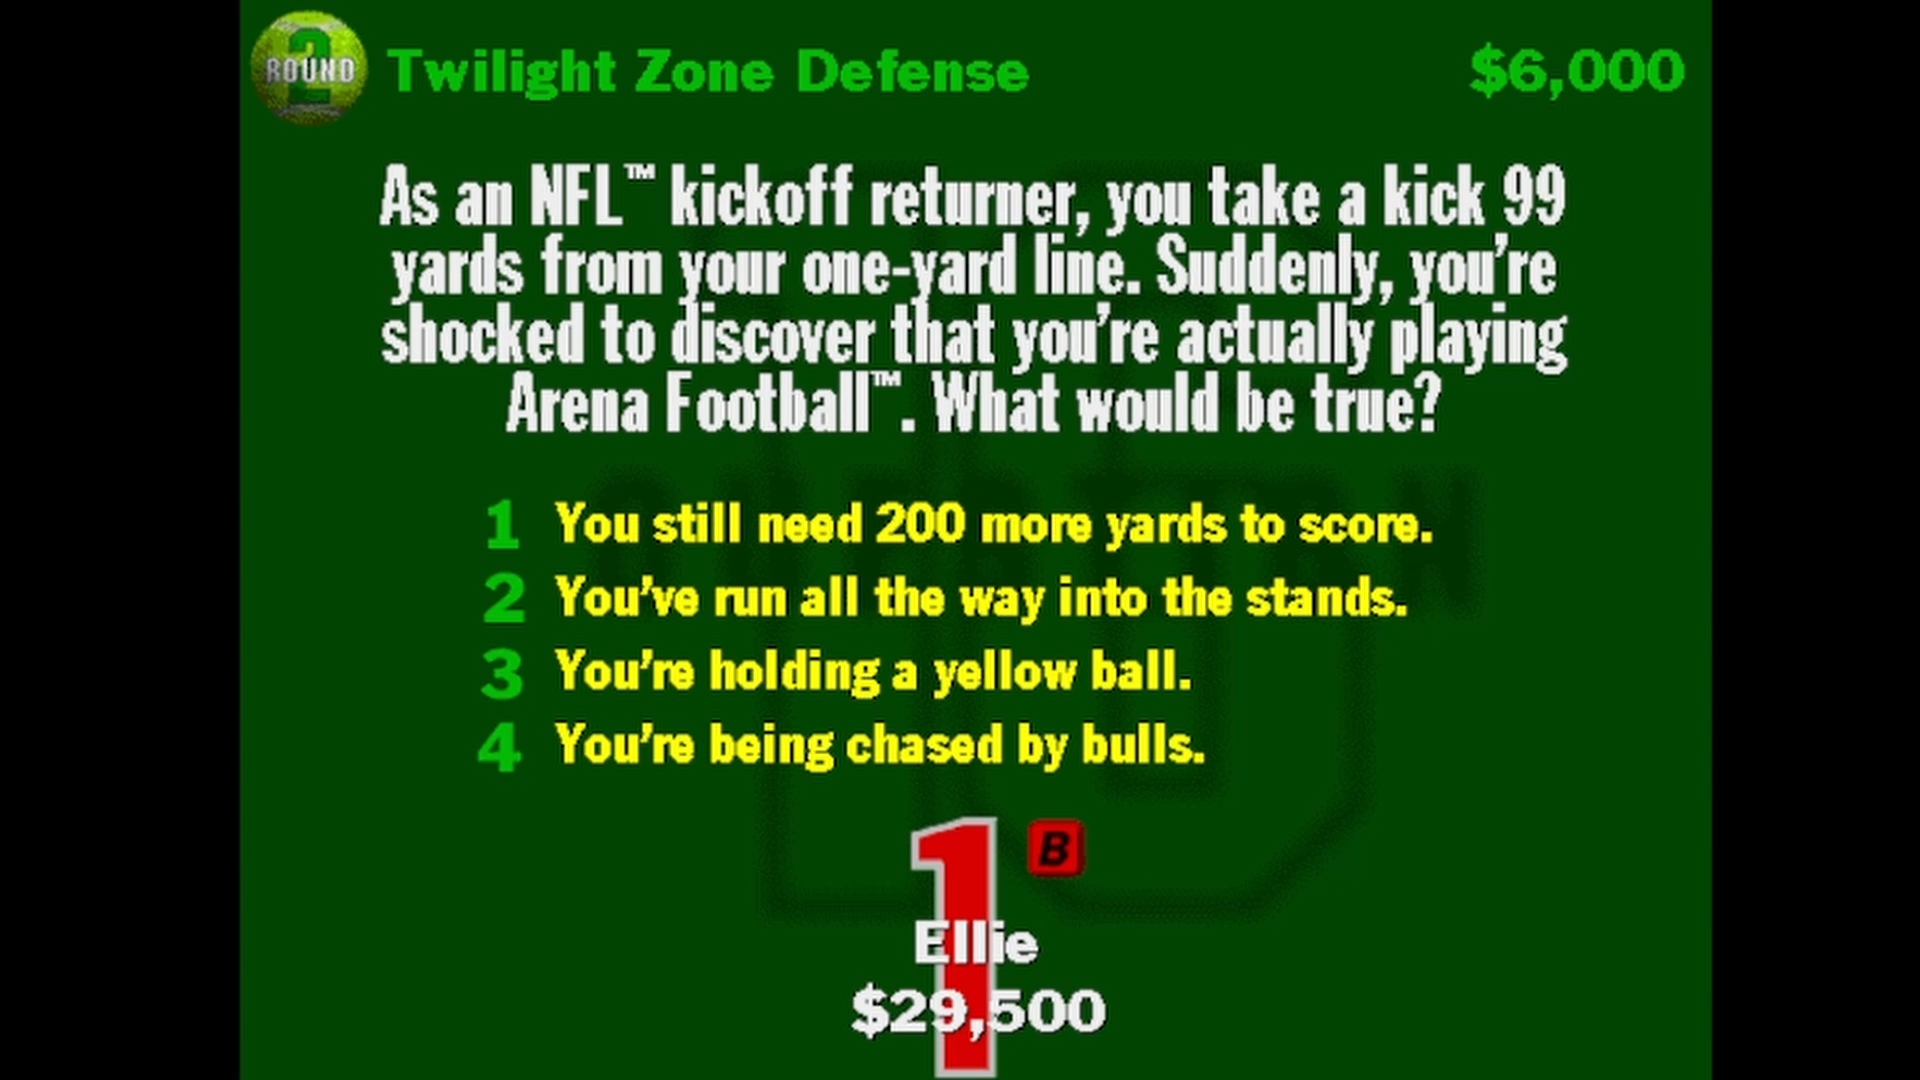 2
ROUND
Twilight Zone Defense
$6,000
As an NFL™ kickoff returner, you take a kick 99
yards from your one-yard line. Suddenly, you're
shocked to discover that you're actually playing
Arena Football™. What would be true?
1 You still need 200 more yards to score.
2 You've run all the way into the stands.
3 You're holding a yellow ball.
4 You're being chased by bulls.
1
B
Ellie
$29,500